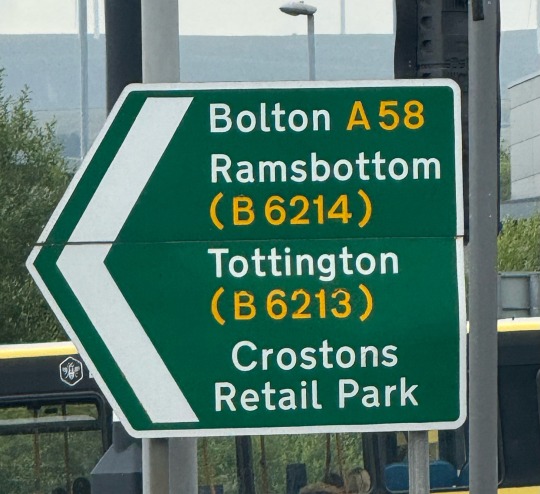 Bolton A58
Ramsbottom
(B6214)
Tottington
(B6213)
Crostons
Retail Park